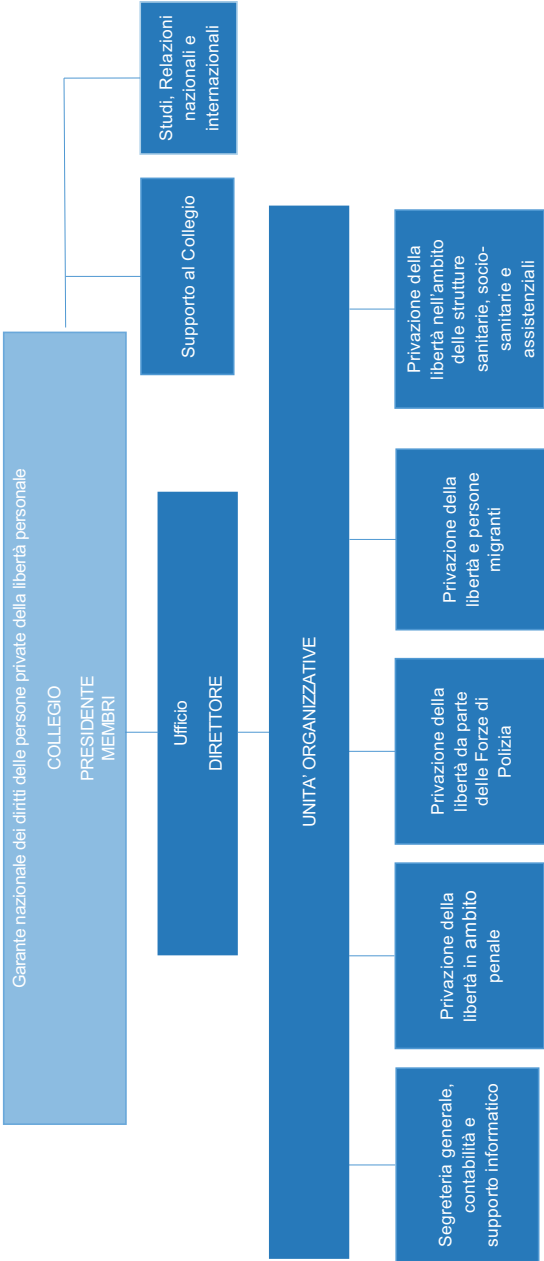 Garante nazionale dei diritti delle persone private della libertà personale
COLLEGIO
PRESIDENTE
MEMBRI
Studi, Relazioni
nazionali e
internazionali
Supporto al Collegio
Ufficio
DIRETTORE
UNITA' ORGANIZZATIVE
Segreteria generale,
contabilità e
supporto informatico
Privazione della
libertà in ambito
penale
Privazione della
libertà da parte
delle Forze di
Polizia
Privazione della
libertà e persone
migranti
Privazione della
libertà nell'ambito
delle strutture
sanitarie, socio-
sanitarie e
assistenziali